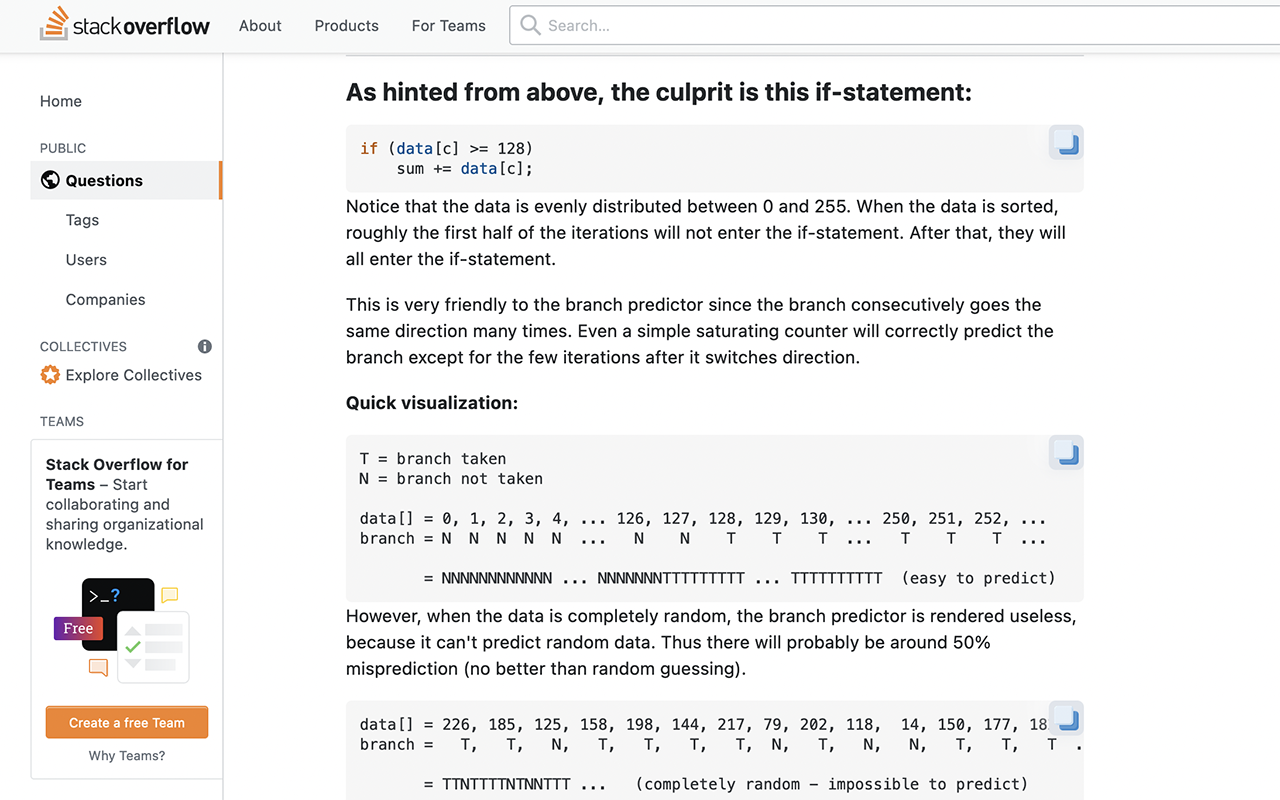 stackoverflow
About
Products
For Teams
Search...
Home
PUBLIC
Questions
Tags
Users
Companies
COLLECTIVES
Explore Collectives
TEAMS
Stack Overflow for
Teams – Start
collaborating and
sharing organizational
knowledge.
>_?
Free
Create a free Team
Why Teams?
As hinted from above, the culprit is this if-statement:
if (data[c] >= 128)
    sum += data[c];
Notice that the data is evenly distributed between 0 and 255. When the data is sorted,
roughly the first half of the iterations will not enter the if-statement. After that, they will
all enter the if-statement.
This is very friendly to the branch predictor since the branch consecutively goes the
same direction many times. Even a simple saturating counter will correctly predict the
branch except for the few iterations after it switches direction.
Quick visualization:
T = branch taken
N = branch not taken
data[] = 0, 1, 2, 3, 4, ... 126, 127, 128, 129, 130, ... 250, 251, 252, ...
branch = N  N  N  N  N  ...   N    N    T    T    T  ...   T    T    T  ...
       = NNNNNNNNNNNN ... NNNNNNNTTTTTTTTT ... TTTTTTTTTT  (easy to predict)
However, when the data is completely random, the branch predictor is rendered useless,
because it can't predict random data. Thus there will probably be around 50%
misprediction (no better than random guessing).
data[] = 226, 185, 125, 158, 198, 144, 217, 79, 202, 118,  14, 150, 177, 18
branch =   T,   T,   N,   T,   T,   T,   T,  N,   T,   N,   N,   T,   T,   T  .
       = TTNTTTTNTNNTTT ...   (completely random - impossible to predict)